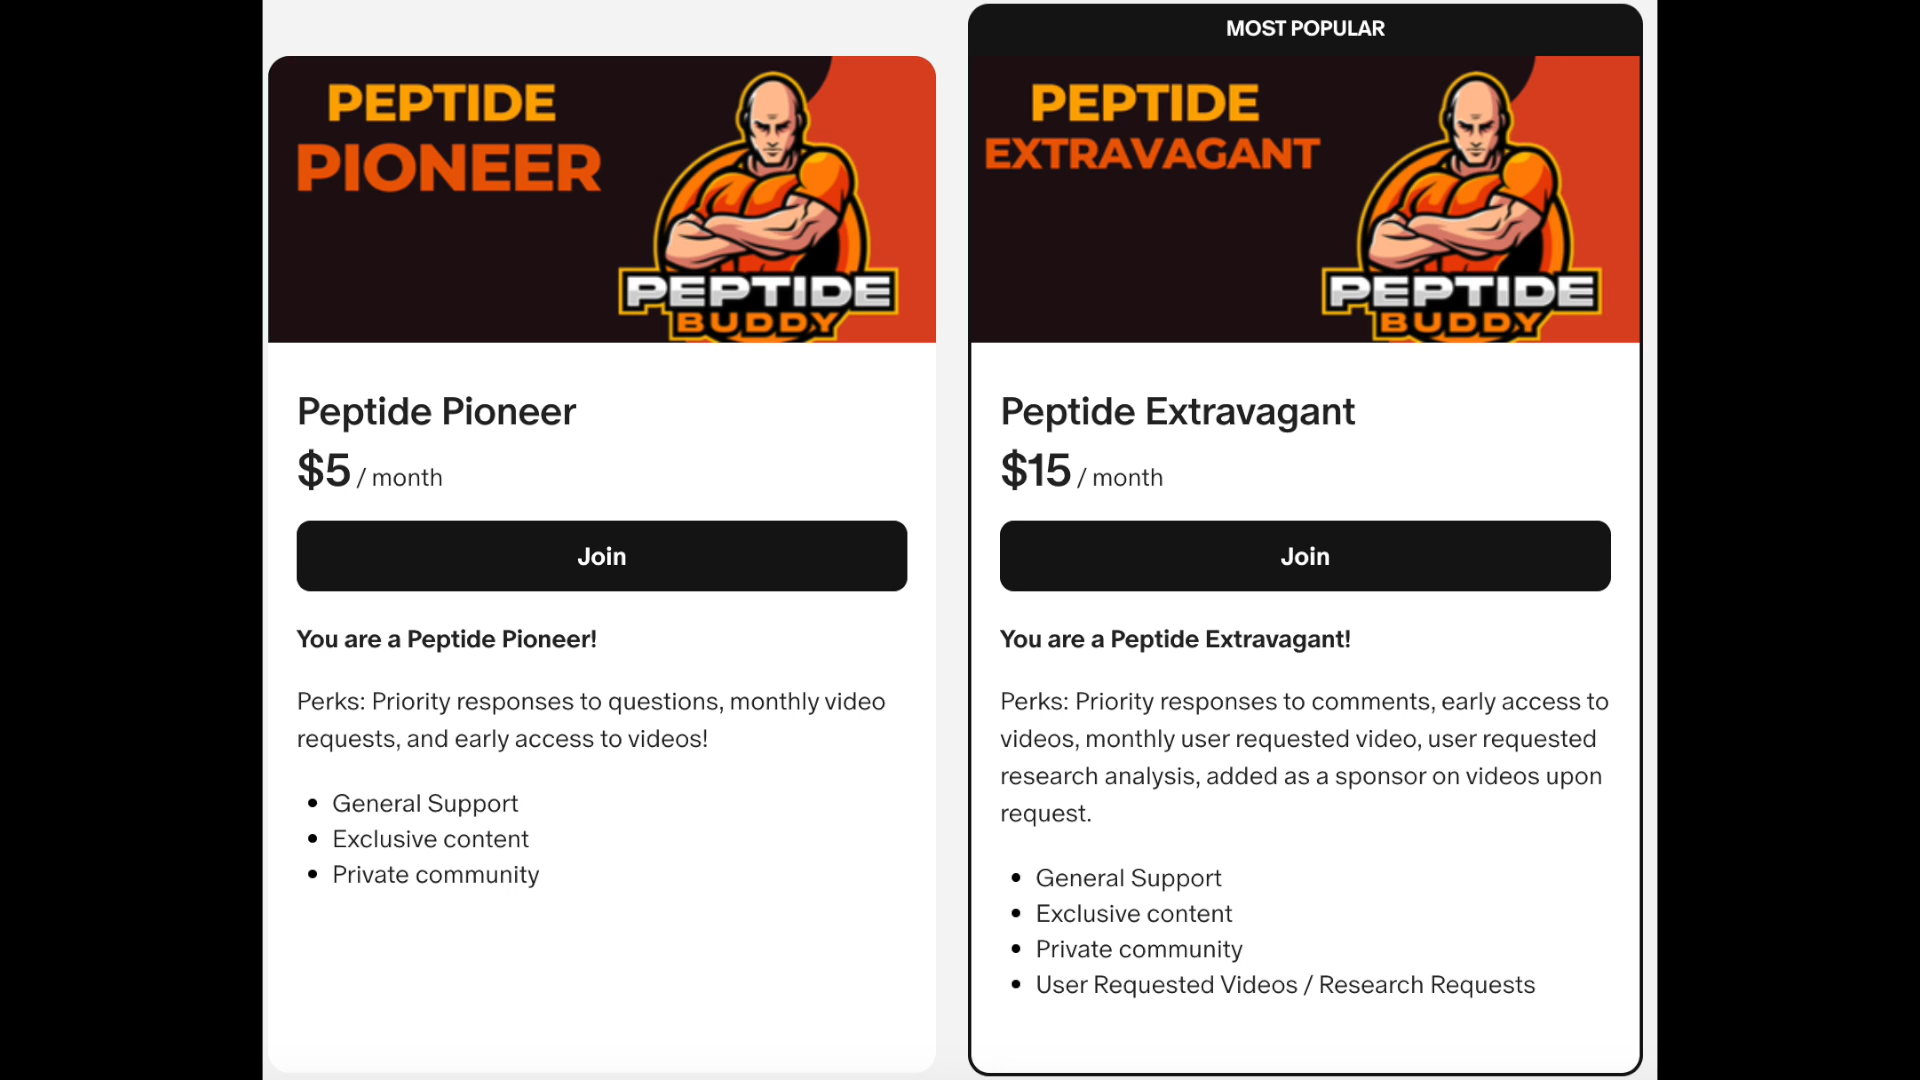 PEPTIDE
PIONEER
PEPTIDE
BUDDY
Peptide Pioneer
$5 / month
Join
You are a Peptide Pioneer!
Perks: Priority responses to questions, monthly video
requests, and early access to videos!
• General Support
• Exclusive content
• Private community
MOST POPULAR
PEPTIDE
EXTRAVAGANT
PEPTIDE
BUDDY
Peptide Extravagant
$15 / month
Join
You are a Peptide Extravagant!
Perks: Priority responses to comments, early access to
videos, monthly user requested video, user requested
research analysis, added as a sponsor on videos upon
request.
• General Support
• Exclusive content
• Private community
• User Requested Videos / Research Requests